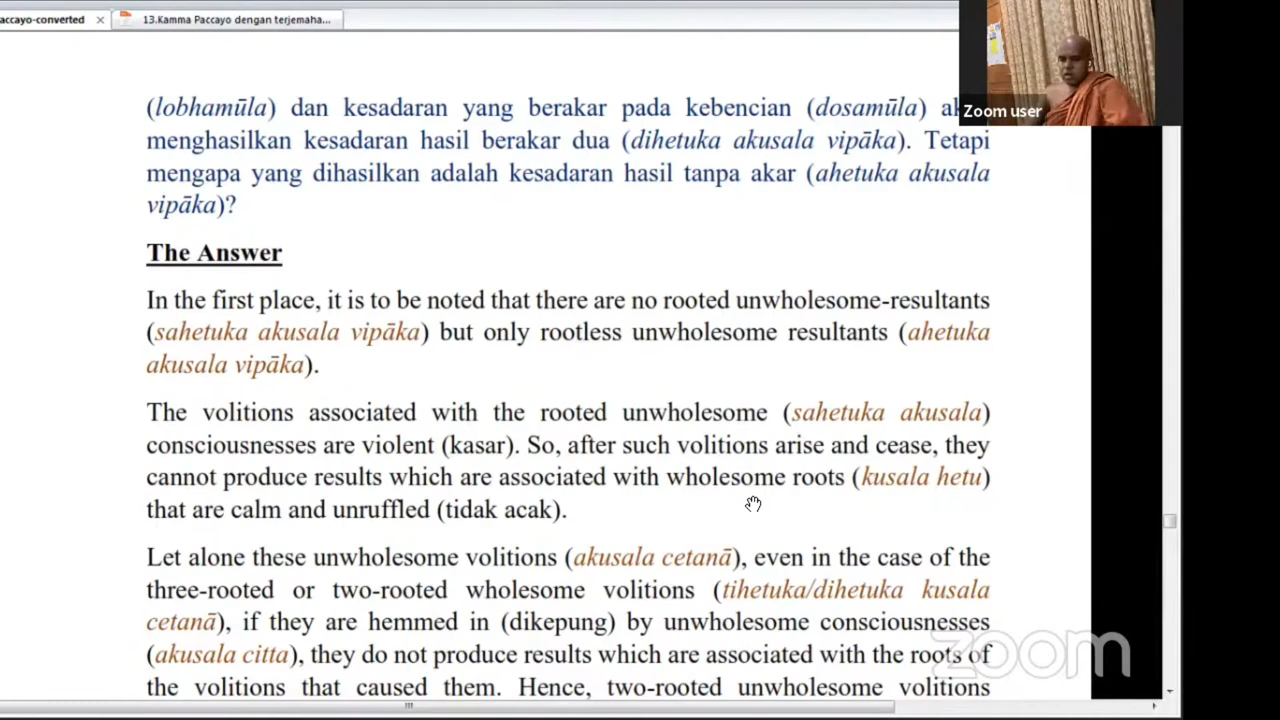 accayo-converted
13.Kamma Paccayo dengan terjemaha...
Zoom user
(lobhamūla) dan kesadaran yang berakar pada kebencian (dosamūla)
menghasilkan kesadaran hasil berakar dua (dihetuka akusala vipāka). Tetapi
mengapa yang dihasilkan adalah kesadaran hasil tanpa akar (ahetuka akusala
vipāka)?
The Answer
In the first place, it is to be noted that there are no rooted unwholesome-resultants
(sahetuka akusala vipāka) but only rootless unwholesome resultants (ahetuka
akusala vipāka).
The volitions associated with the rooted unwholesome (sahetuka akusala)
consciousnesses are violent (kasar). So, after such volitions arise and cease, they
cannot produce results which are associated with wholesome roots (kusala hetu)
that are calm and unruffled (tidak acak).
Let alone these unwholesome volitions (akusala cetanā), even in the case of the
three-rooted or two-rooted wholesome volitions (tihetuka/dihetuka kusala
cetanā), if they are hemmed in (dikepung) by unwholesome consciousnesses
(akusala citta), they do not produce results which are associated with the roots of
the volitions that caused them. Hence, two-rooted unwholesome volitions
zoom